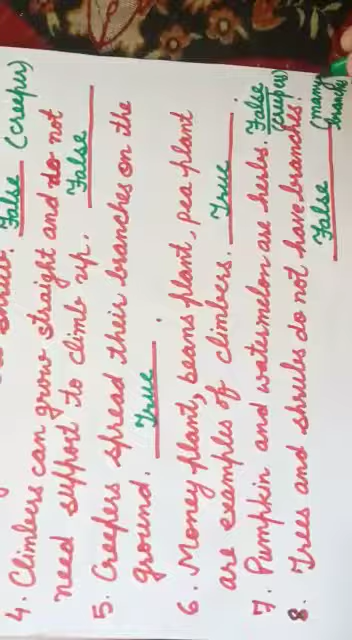 False (creeper)
4. Climbers can grow straight and do not
need support to climb up. False
5. Creepers spread their branches on the
ground. True.
6. Money plant, beans plant, pea plant
are examples of climbers. True.
7. Pumpkin and watermelon are herbs. False
(creepers)
8. Trees and shrubs do not have branches.
False (many
branches